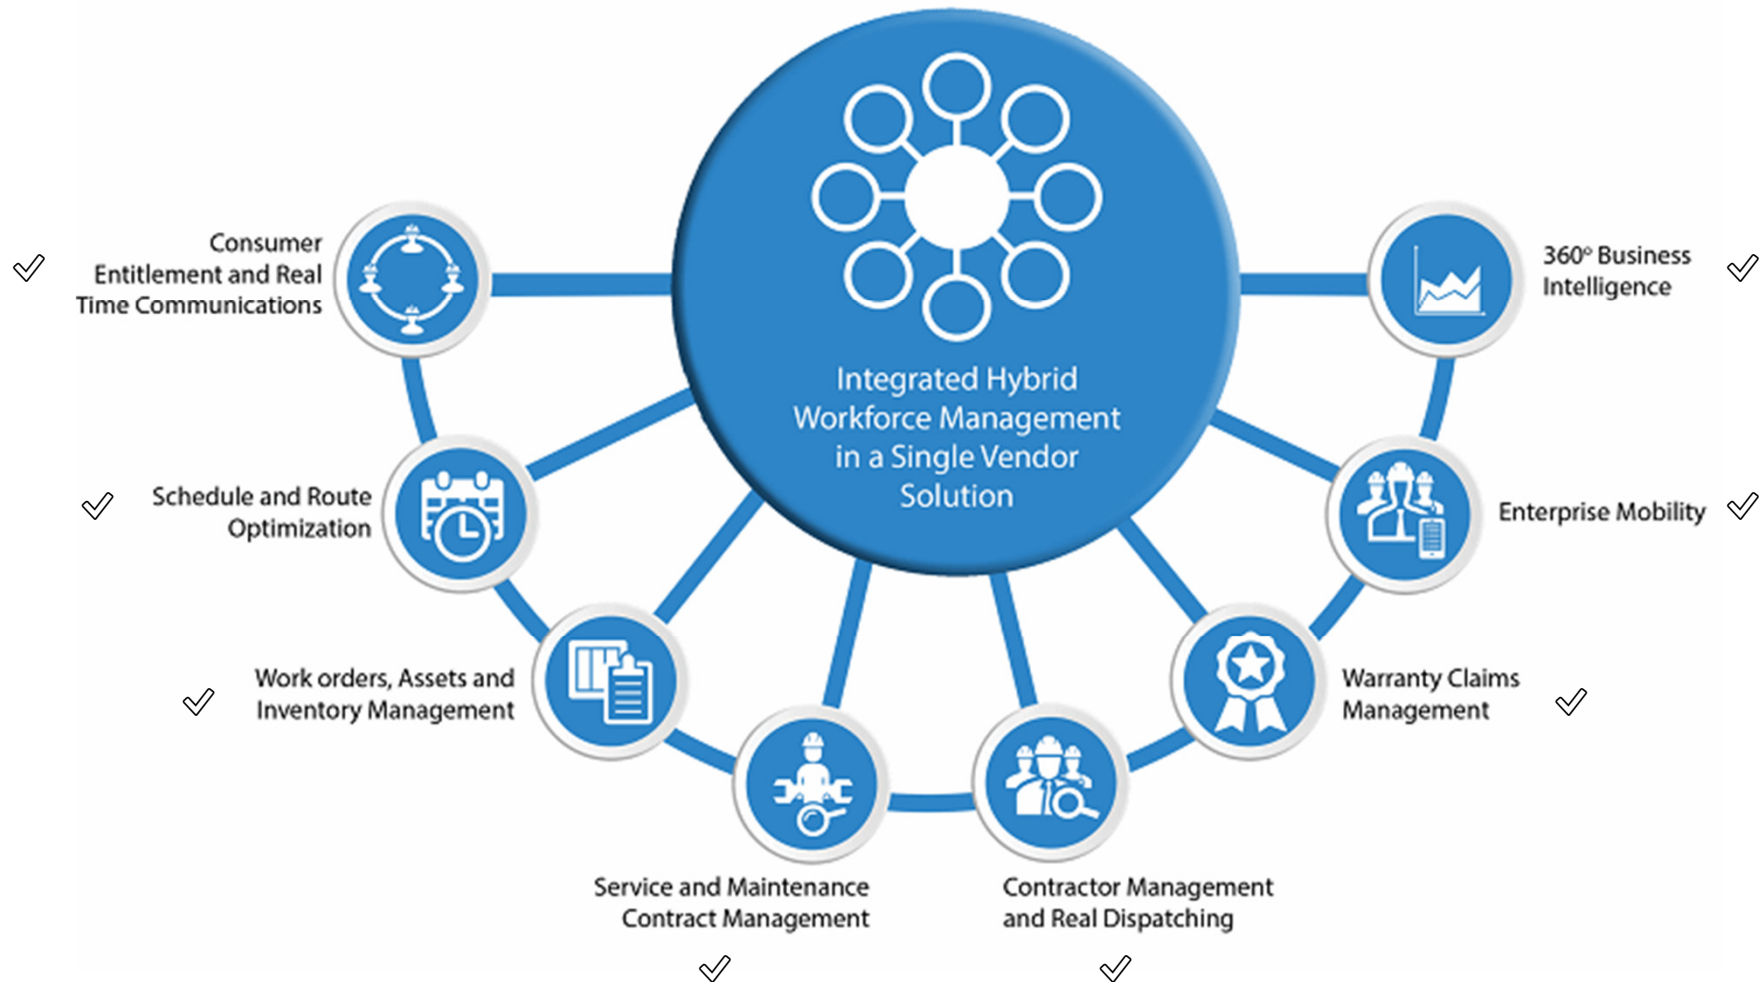 Integrated Hybrid
Workforce Management
in a Single Vendor
Solution
Consumer
Entitlement and Real
Time Communications
Schedule and Route
Optimization
Work orders, Assets and
Inventory Management
Service and Maintenance
Contract Management
Contractor Management
and Real Dispatching
Warranty Claims
Management
Enterprise Mobility
360º Business
Intelligence